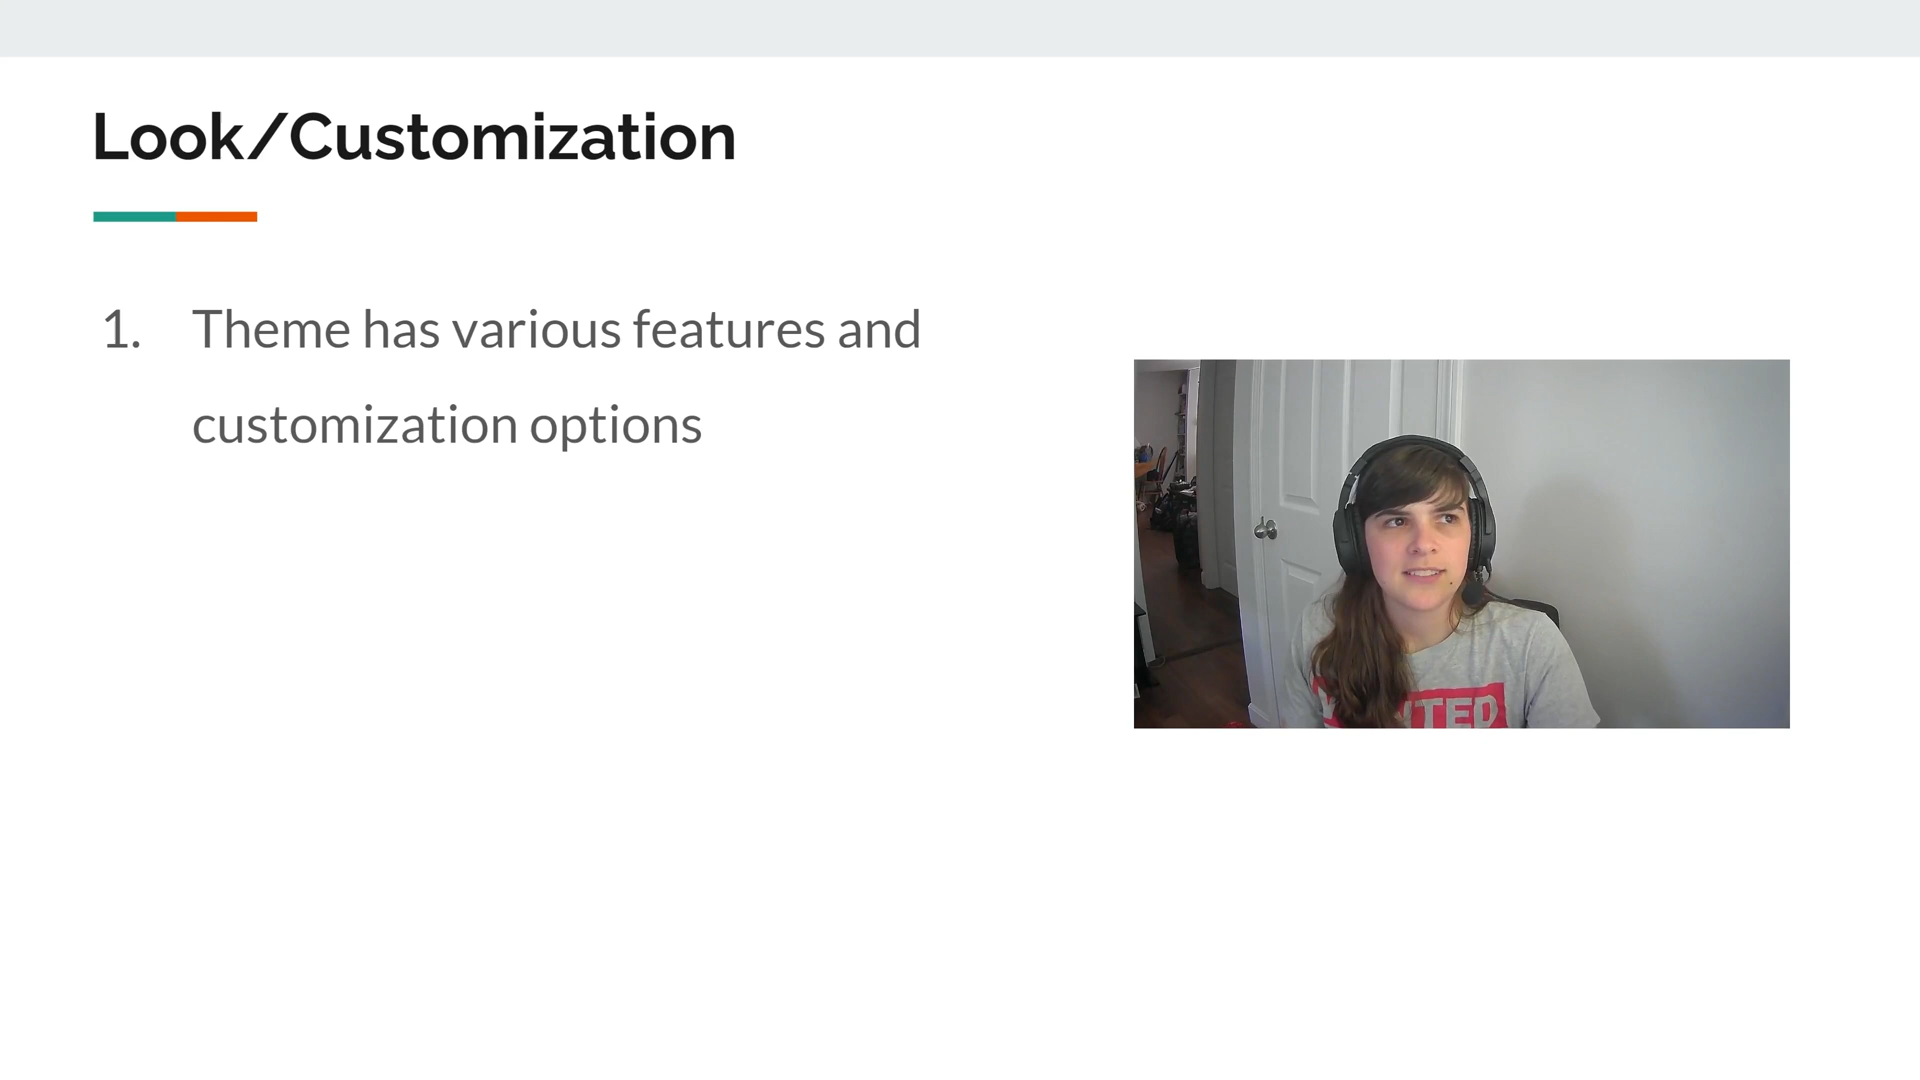 Look/Customization
1. Theme has various features and
customization options